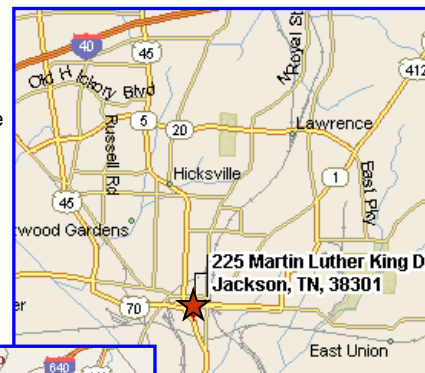 40
45
N Royal St
412
Old Hickory Blvd
Russell Rd
5
20
Lawrence
Hicksville
1
East Pky
45
wood Gardens
225 Martin Luther King D
Jackson, TN, 38301
70
East Union
640